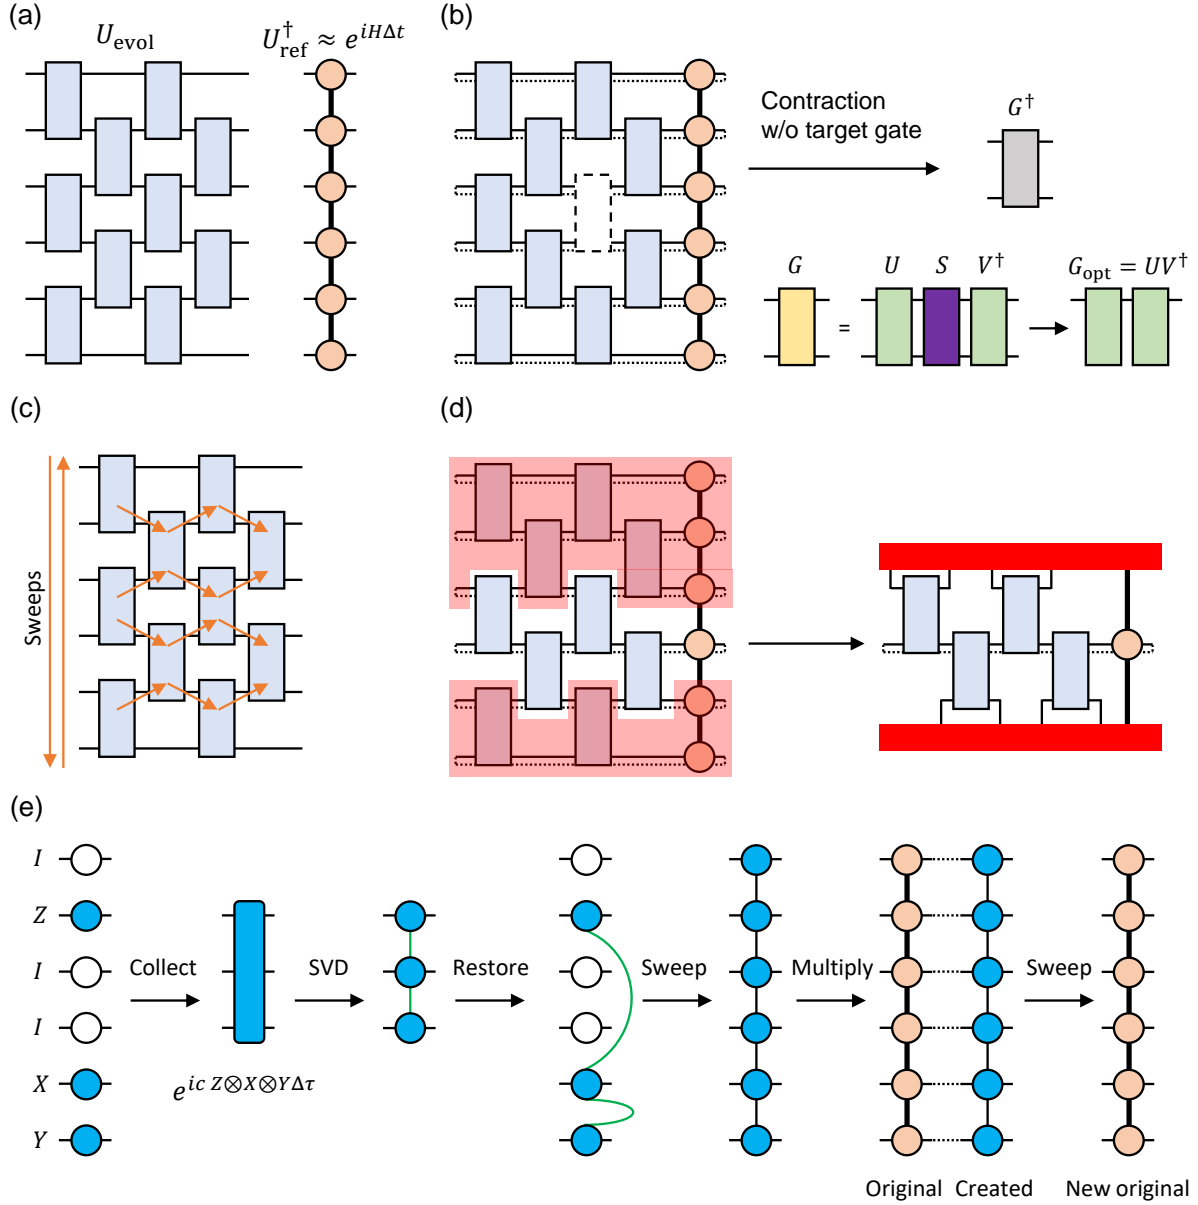 (a)
U_evol
U†_ref ≈ e^{iHΔt}
(b)
Contraction
w/o target gate
G†
G
=
U
S
V†
G_opt = UV†
(c)
Sweeps
(d)
(e)
I
Z
I
I
X
Y
Collect
e^{ic Z⊗X⊗YΔτ}
SVD
Restore
Sweep
Multiply
Sweep
Original
Created
New original